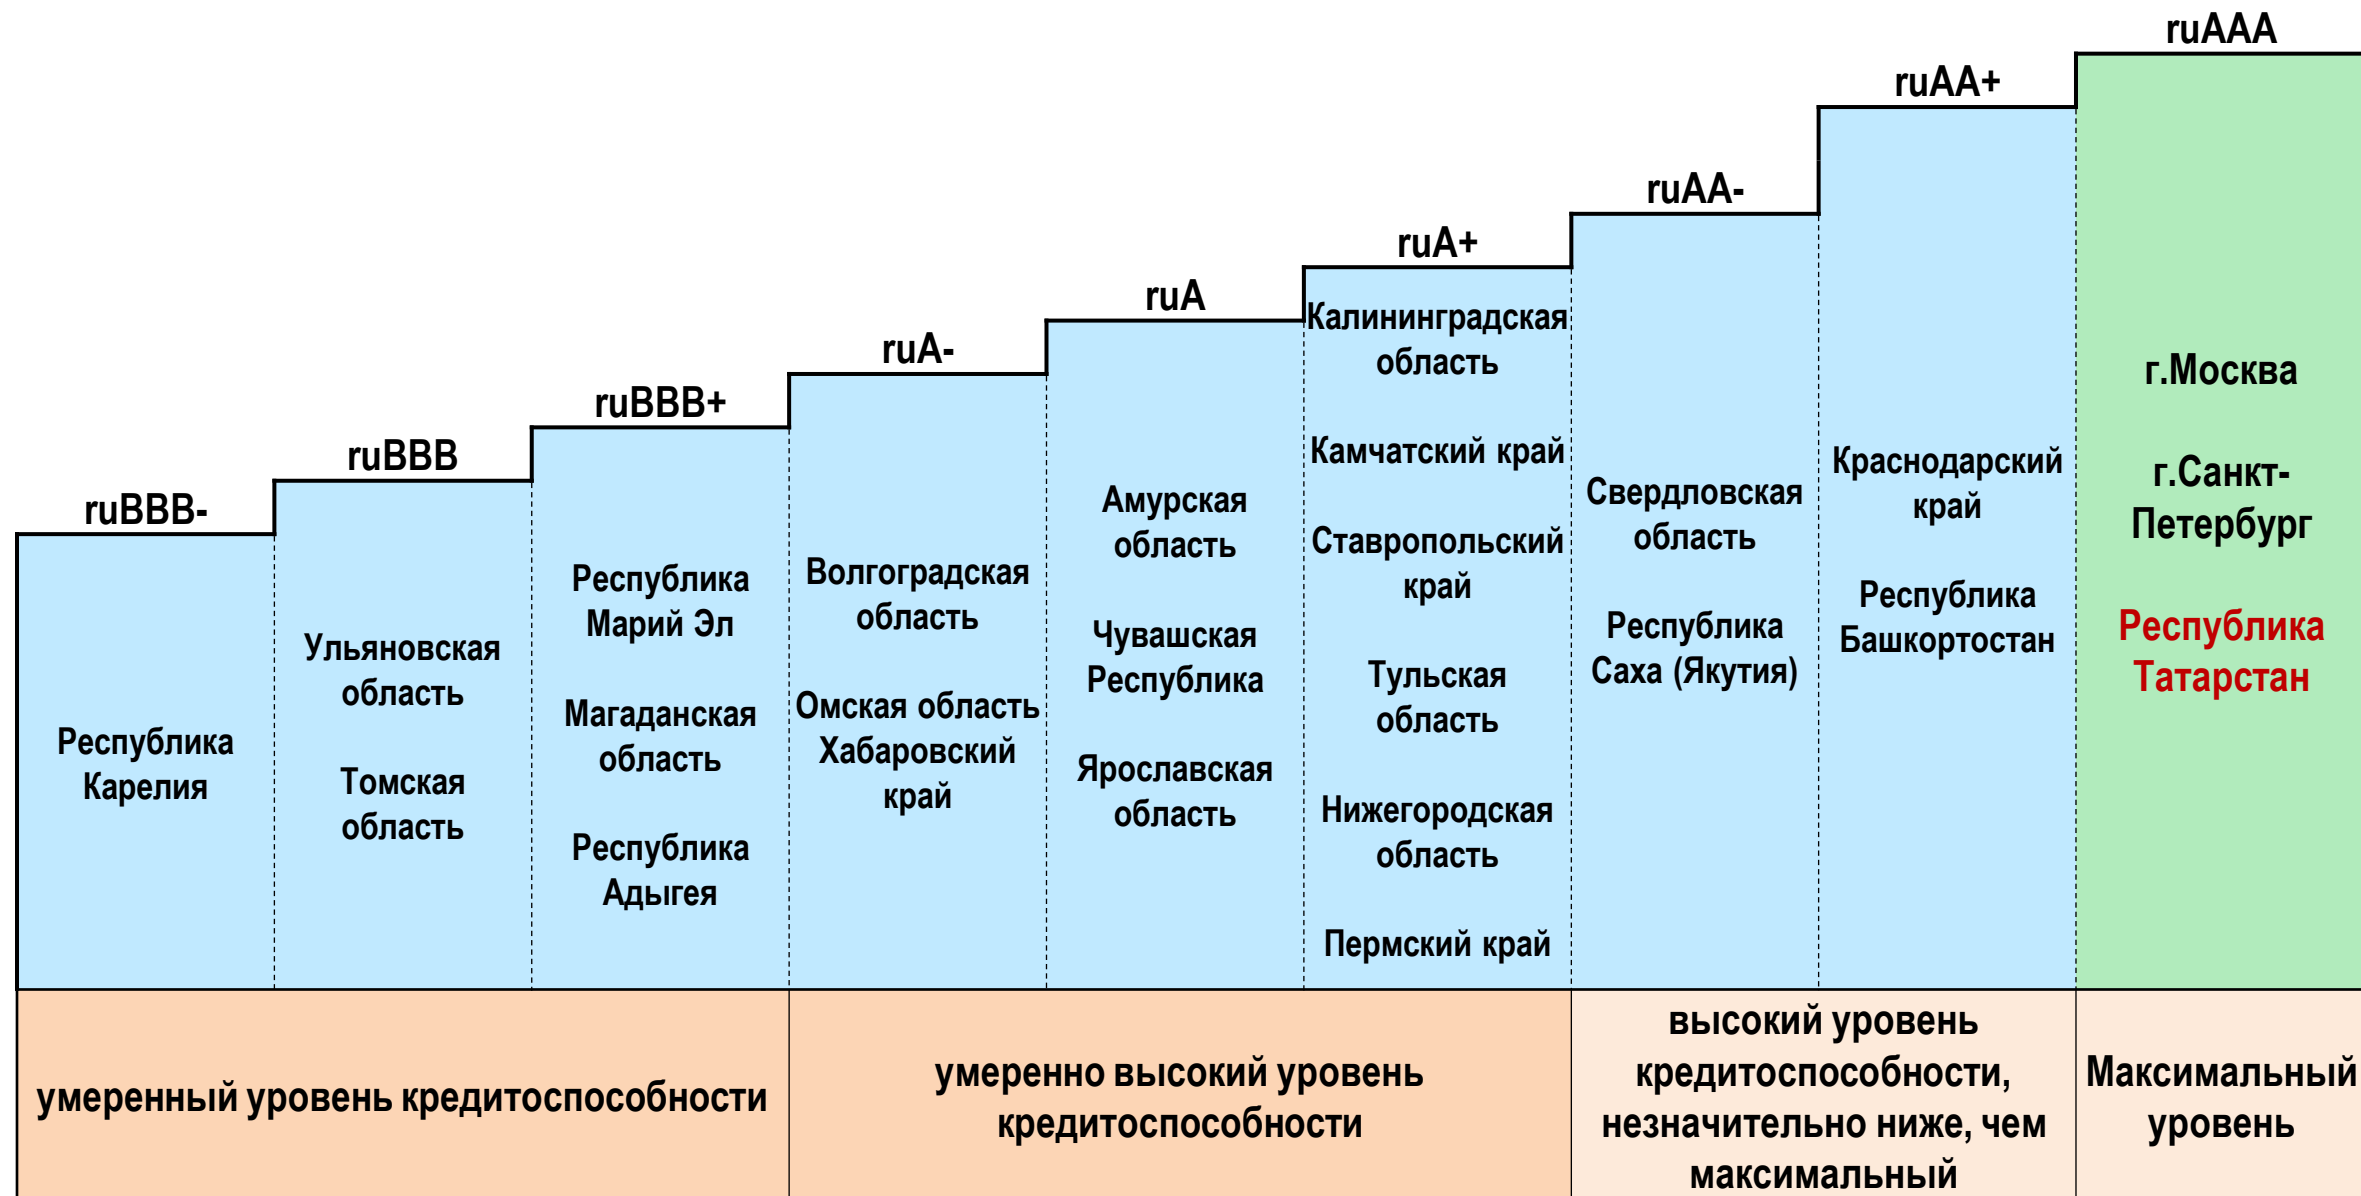 ruBBB-
Республика
Карелия
ruBBB
Ульяновская
область
Томская
область
ruBBB+
Республика
Марий Эл
Магаданская
область
Республика
Адыгея
ruA-
Волгоградская
область
Омская область
Хабаровский
край
ruA
Амурская
область
Чувашская
Республика
Ярославская
область
ruA+
Калининградская
область
Камчатский край
Ставропольский
край
Тульская
область
Нижегородская
область
Пермский край
ruAA-
Свердловская
область
Республика
Саха (Якутия)
ruAA+
Краснодарский
край
Республика
Башкортостан
ruAAA
г.Москва
г.Санкт-
Петербург
Республика
Татарстан
умеренный уровень кредитоспособности
умеренно высокий уровень
кредитоспособности
высокий уровень
кредитоспособности,
незначительно ниже, чем
максимальный
Максимальный
уровень